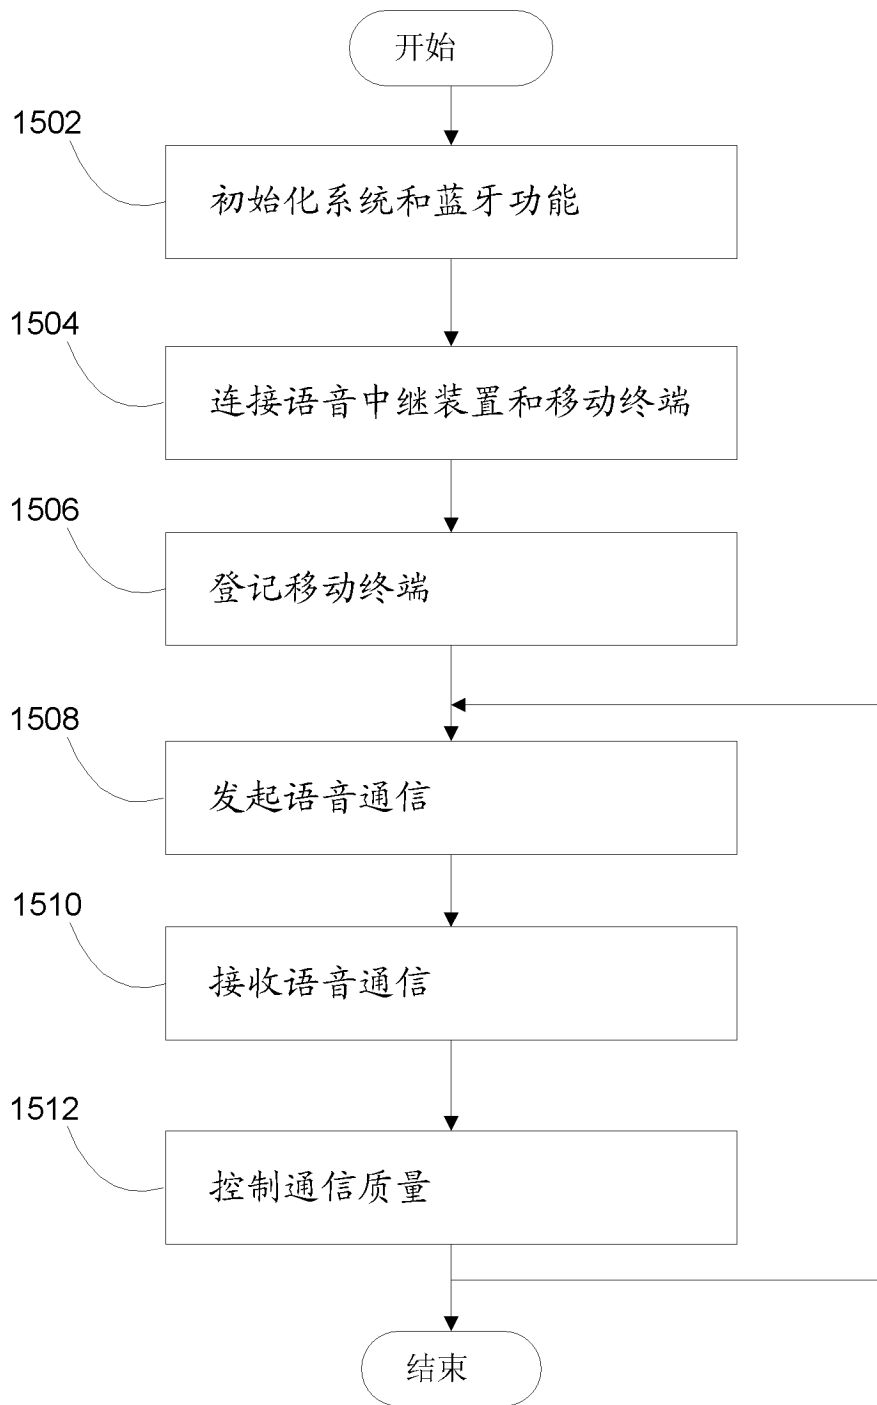 开始
1502
初始化系统和蓝牙功能
1504
连接语音中继装置和移动终端
1506
登记移动终端
1508
发起语音通信
1510
接收语音通信
1512
控制通信质量
结束